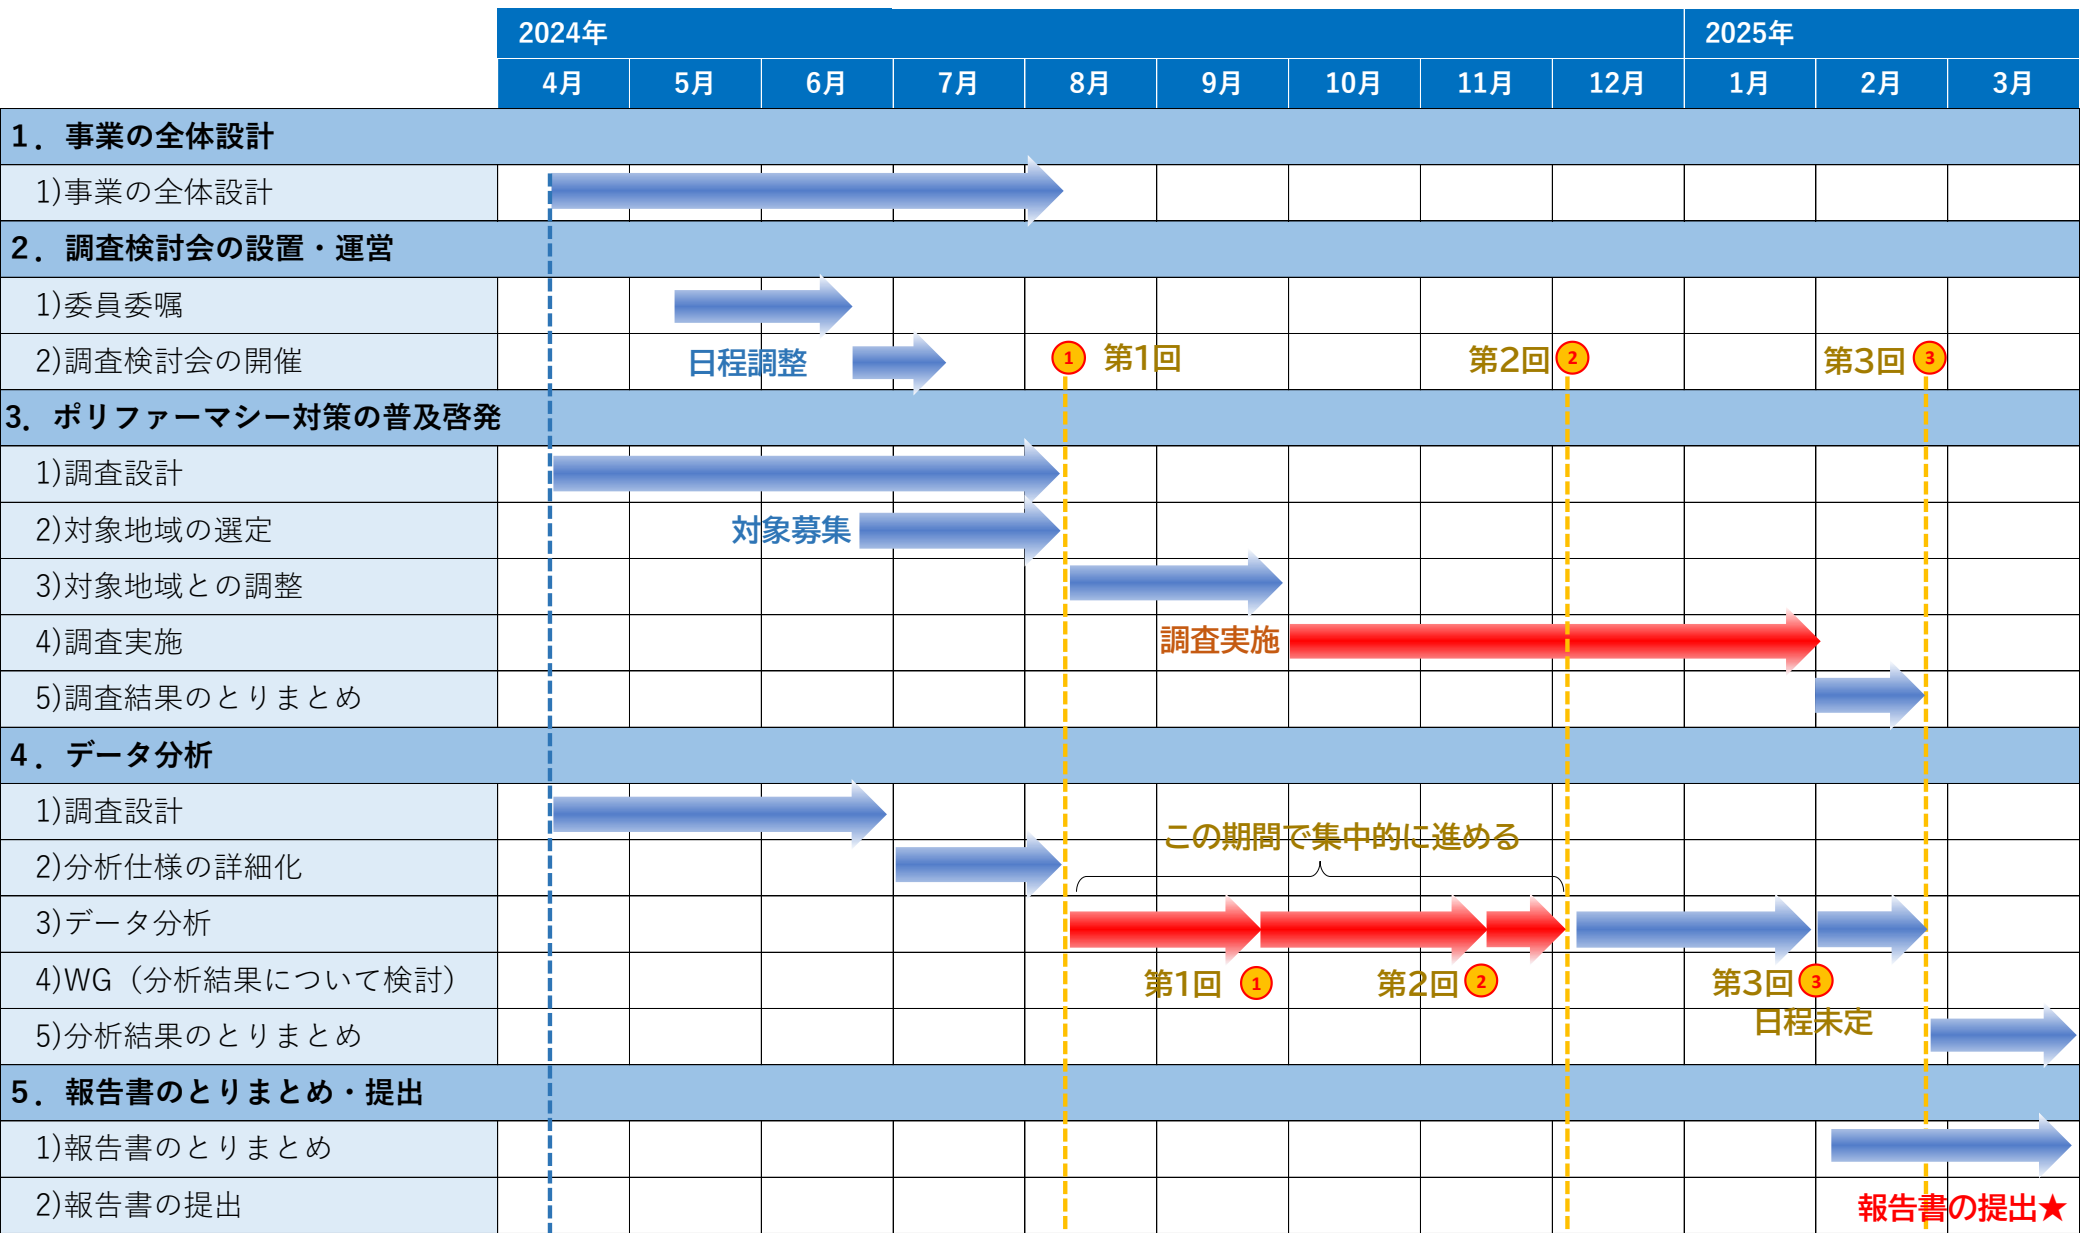 2024年 2025年
4月 5月 6月 7月 8月 9月 10月 11月 12月 1月 2月 3月
1．事業の全体設計
1)事業の全体設計
2．調査検討会の設置・運営
1)委員委嘱
2)調査検討会の開催 日程調整 1 第1回 第2回 2 第3回 3
3．ポリファーマシー対策の普及啓発
1)調査設計
2)対象地域の選定 対象募集
3)対象地域との調整
4)調査実施 調査実施
5)調査結果のとりまとめ
4．データ分析
1)調査設計
この期間で集中的に進める
2)分析仕様の詳細化
3)データ分析
4)WG（分析結果について検討） 第1回 1 第2回 2 第3回 3
5)分析結果のとりまとめ 日程未定
5．報告書のとりまとめ・提出
1)報告書のとりまとめ
2)報告書の提出 報告書の提出★